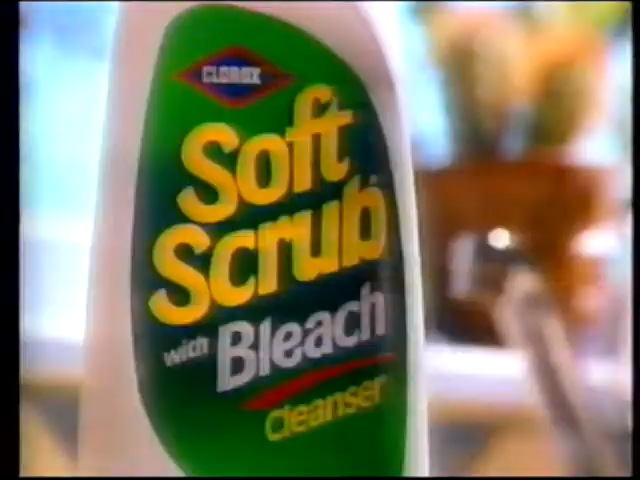 CLOROX
Soft
Scrub
with Bleach
Cleanser